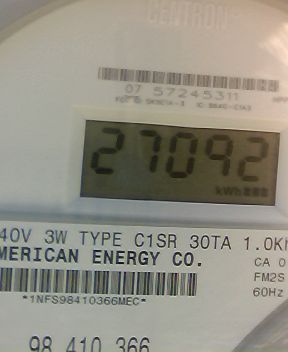 CENTRON
07 57245311
27092
kWh
40V 3W TYPE C1SR 30TA 1.0Kh
MERICAN ENERGY CO.
CA 0
FM2S
60Hz
*1NFS98410366MEC*
98 410 366